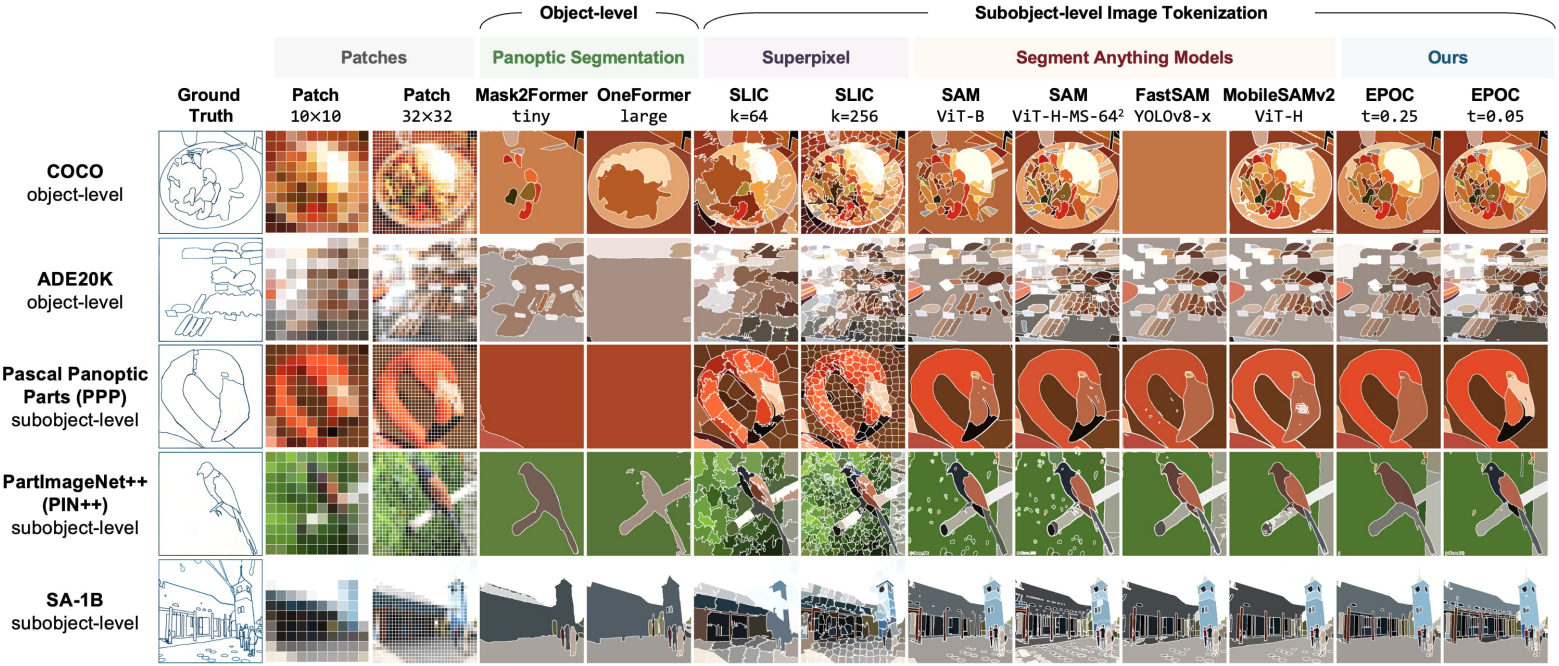 Object-level
Subobject-level Image Tokenization
Patches
Panoptic Segmentation
Superpixel
Segment Anything Models
Ours
Ground Truth
Patch 10×10
Patch 32×32
Mask2Former tiny
OneFormer large
SLIC k=64
SLIC k=256
SAM ViT-B
SAM ViT-H-MS-64²
FastSAM YOLOv8-x
MobileSAMv2 ViT-H
EPOC t=0.25
EPOC t=0.05
COCO
object-level
ADE20K
object-level
Pascal Panoptic
Parts (PPP)
subobject-level
PartImageNet++
(PIN++)
subobject-level
SA-1B
subobject-level